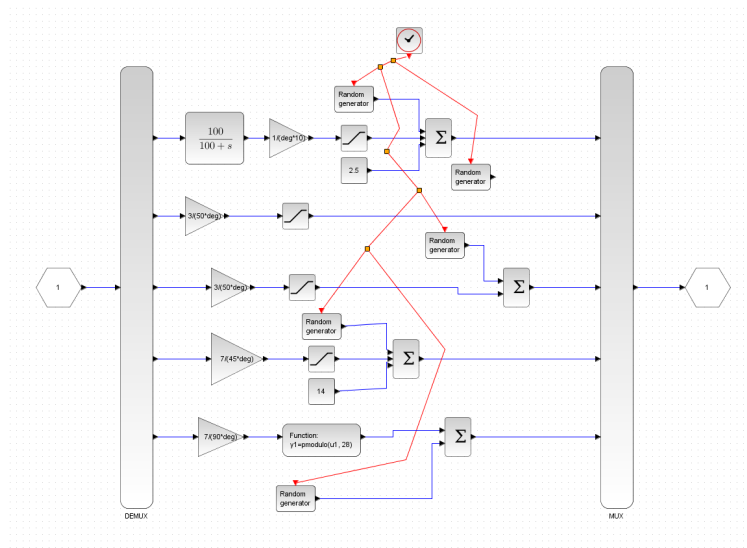 Random
generator
100
100 + s
1/(deg*10)
Σ
2.5
Random
generator
3/(50*deg)
Random
generator
1
3/(50*deg)
Σ
1
Random
generator
7/(45*deg)
Σ
14
7/(90*deg)
Function:
y1=pmodulo(u1, 28)
Σ
Random
generator
DEMUX
MUX